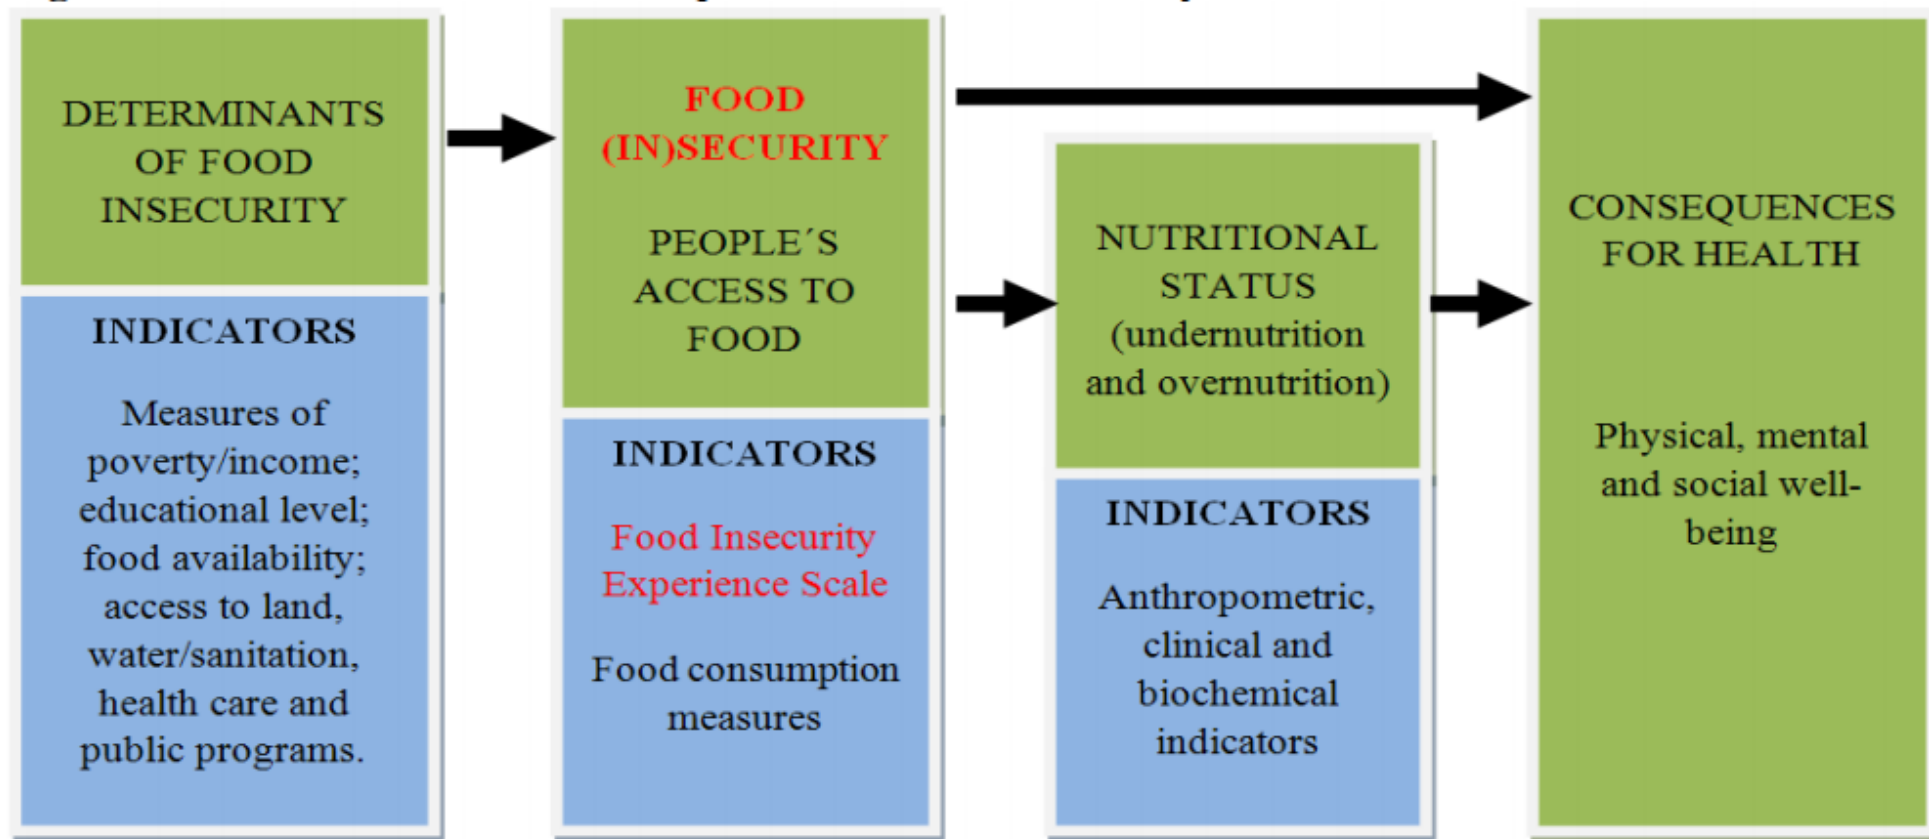 DETERMINANTS
OF FOOD
INSECURITY
INDICATORS
Measures of
poverty/income;
educational level;
food availability;
access to land,
water/sanitation,
health care and
public programs.
FOOD
(IN)SECURITY
PEOPLE´S
ACCESS TO
FOOD
INDICATORS
Food Insecurity
Experience Scale
Food consumption
measures
NUTRITIONAL
STATUS
(undernutrition
and overnutrition)
INDICATORS
Anthropometric,
clinical and
biochemical
indicators
CONSEQUENCES
FOR HEALTH
Physical, mental
and social well-
being